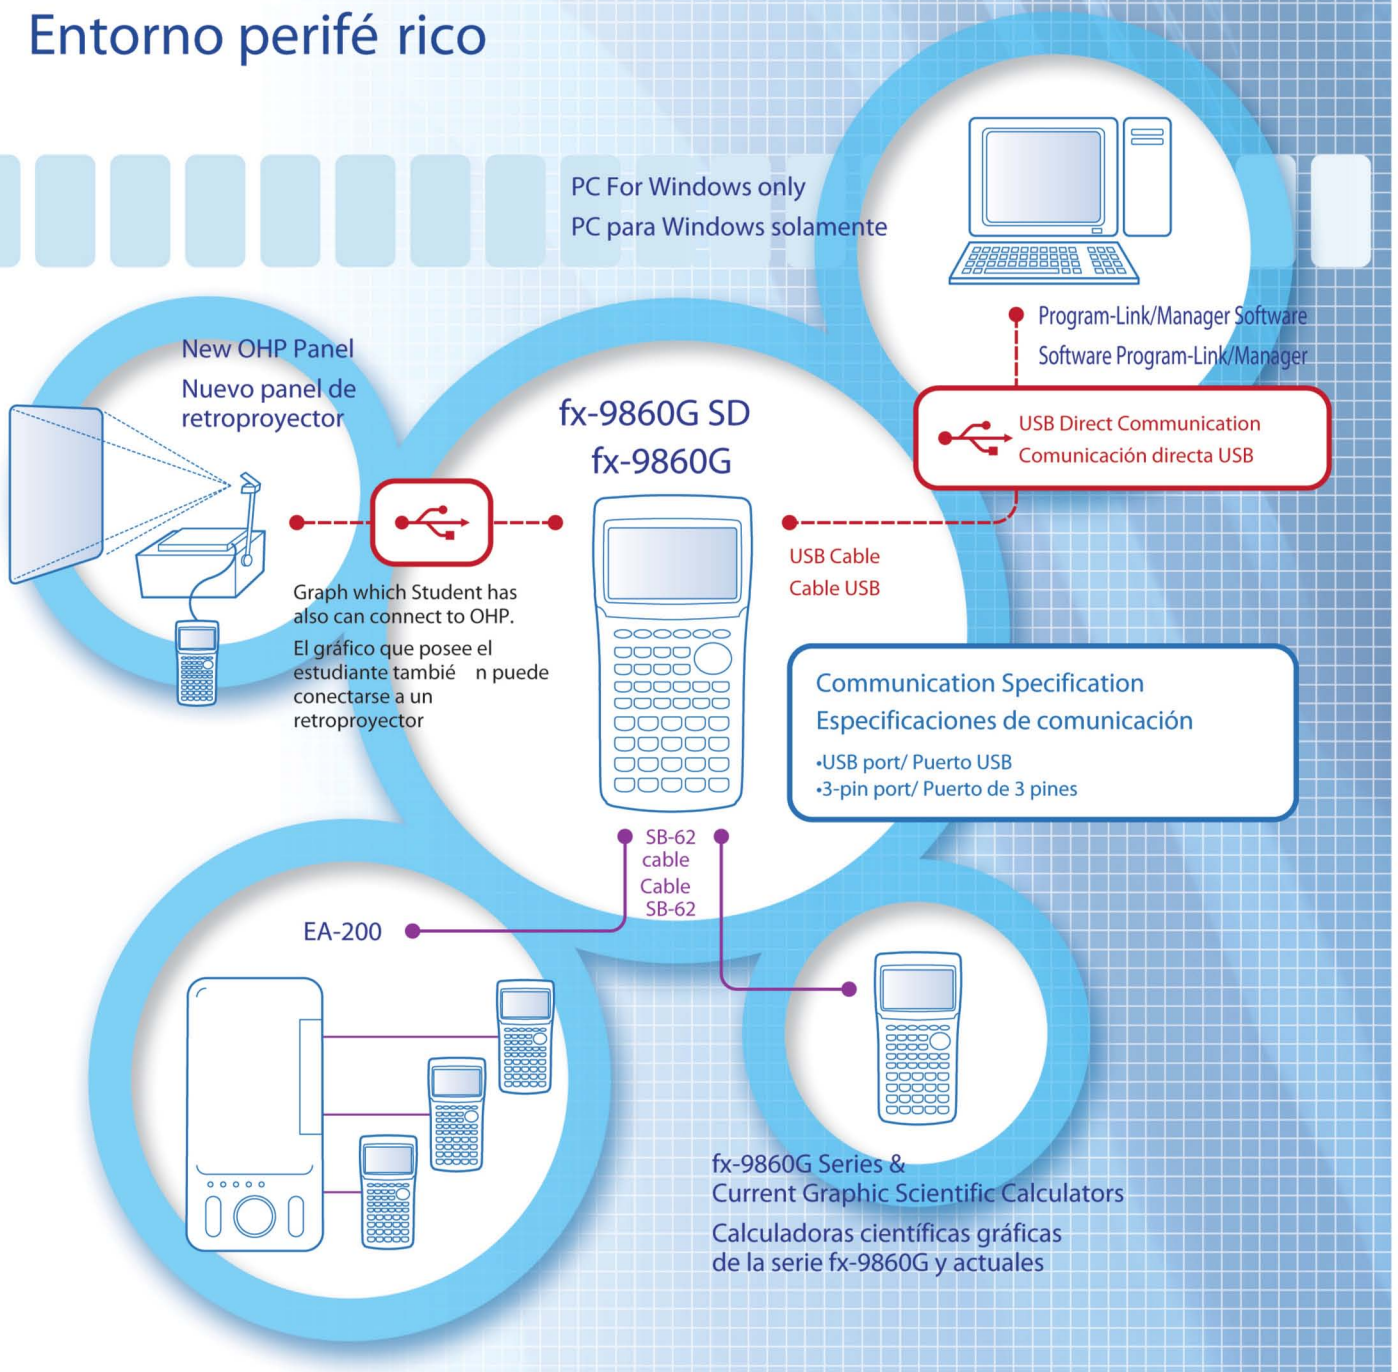 Entorno perifé rico
PC For Windows only
PC para Windows solamente
Program-Link/Manager Software
Software Program-Link/Manager
New OHP Panel
Nuevo panel de
retroproyector
fx-9860G SD
fx-9860G
USB Direct Communication
Comunicación directa USB
USB Cable
Cable USB
Graph which Student has
also can connect to OHP.
El gráfico que posee el
estudiante tambié n puede
conectarse a un
retroproyector
Communication Specification
Especificaciones de comunicación
•USB port/ Puerto USB
•3-pin port/ Puerto de 3 pines
SB-62
cable
Cable
SB-62
EA-200
fx-9860G Series &
Current Graphic Scientific Calculators
Calculadoras científicas gráficas
de la serie fx-9860G y actuales